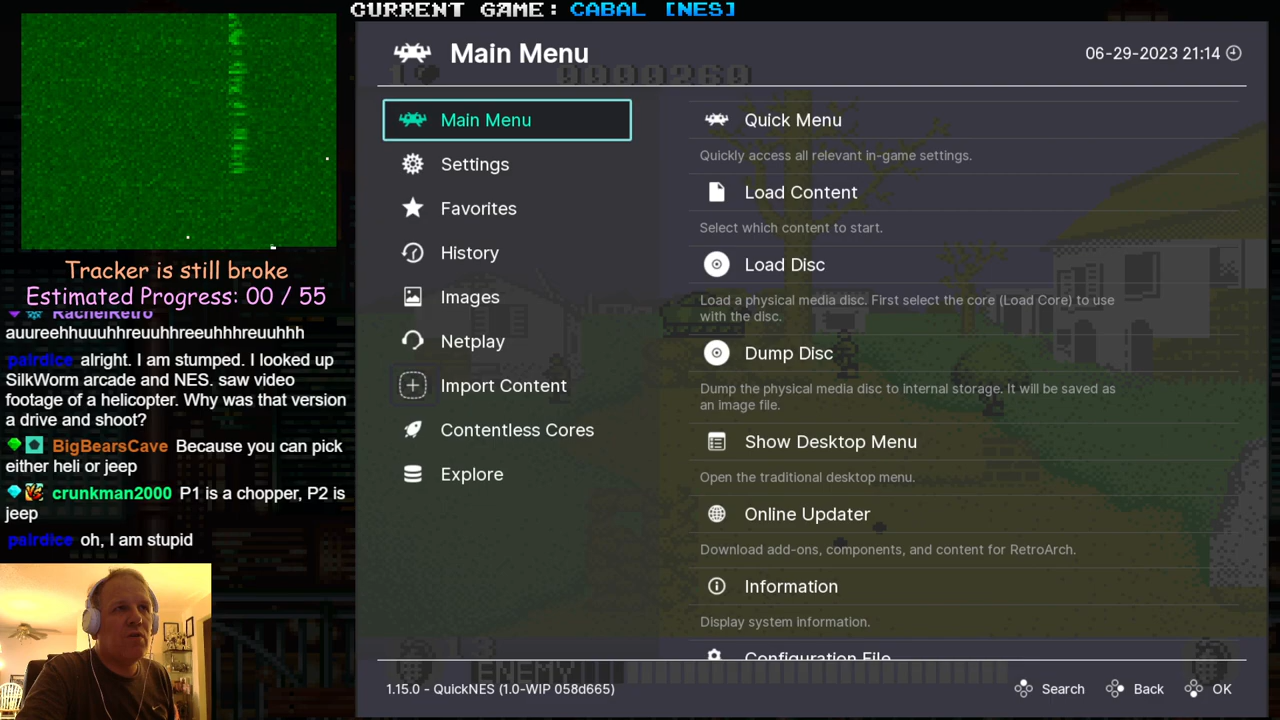 CURRENT GAME: CABAL [NES]
Main Menu
06-29-2023 21:14
0000260
Main Menu
Settings
Favorites
History
Images
Netplay
Import Content
Contentless Cores
Explore
Quick Menu
Quickly access all relevant in-game settings.
Load Content
Select which content to start.
Load Disc
Load a physical media disc. First select the core (Load Core) to use
with the disc.
Dump Disc
Dump the physical media disc to internal storage. It will be saved as
an image file.
Show Desktop Menu
Open the traditional desktop menu.
Online Updater
Download add-ons, components, and content for RetroArch.
Information
Display system information.
Configuration File
ENEMY
1.15.0 - QuickNES (1.0-WIP 058d665)
Search
Back
OK
Tracker is still broke
Estimated Progress: 00 / 55
RachelRetro
auureehhuuuhhreuuhhreeuhhhreuuhhh
pairdice alright. I am stumped. I looked up
SilkWorm arcade and NES. saw video
footage of a helicopter. Why was that version
a drive and shoot?
BigBearsCave Because you can pick
either heli or jeep
crunkman2000 P1 is a chopper, P2 is
jeep
pairdice oh, I am stupid